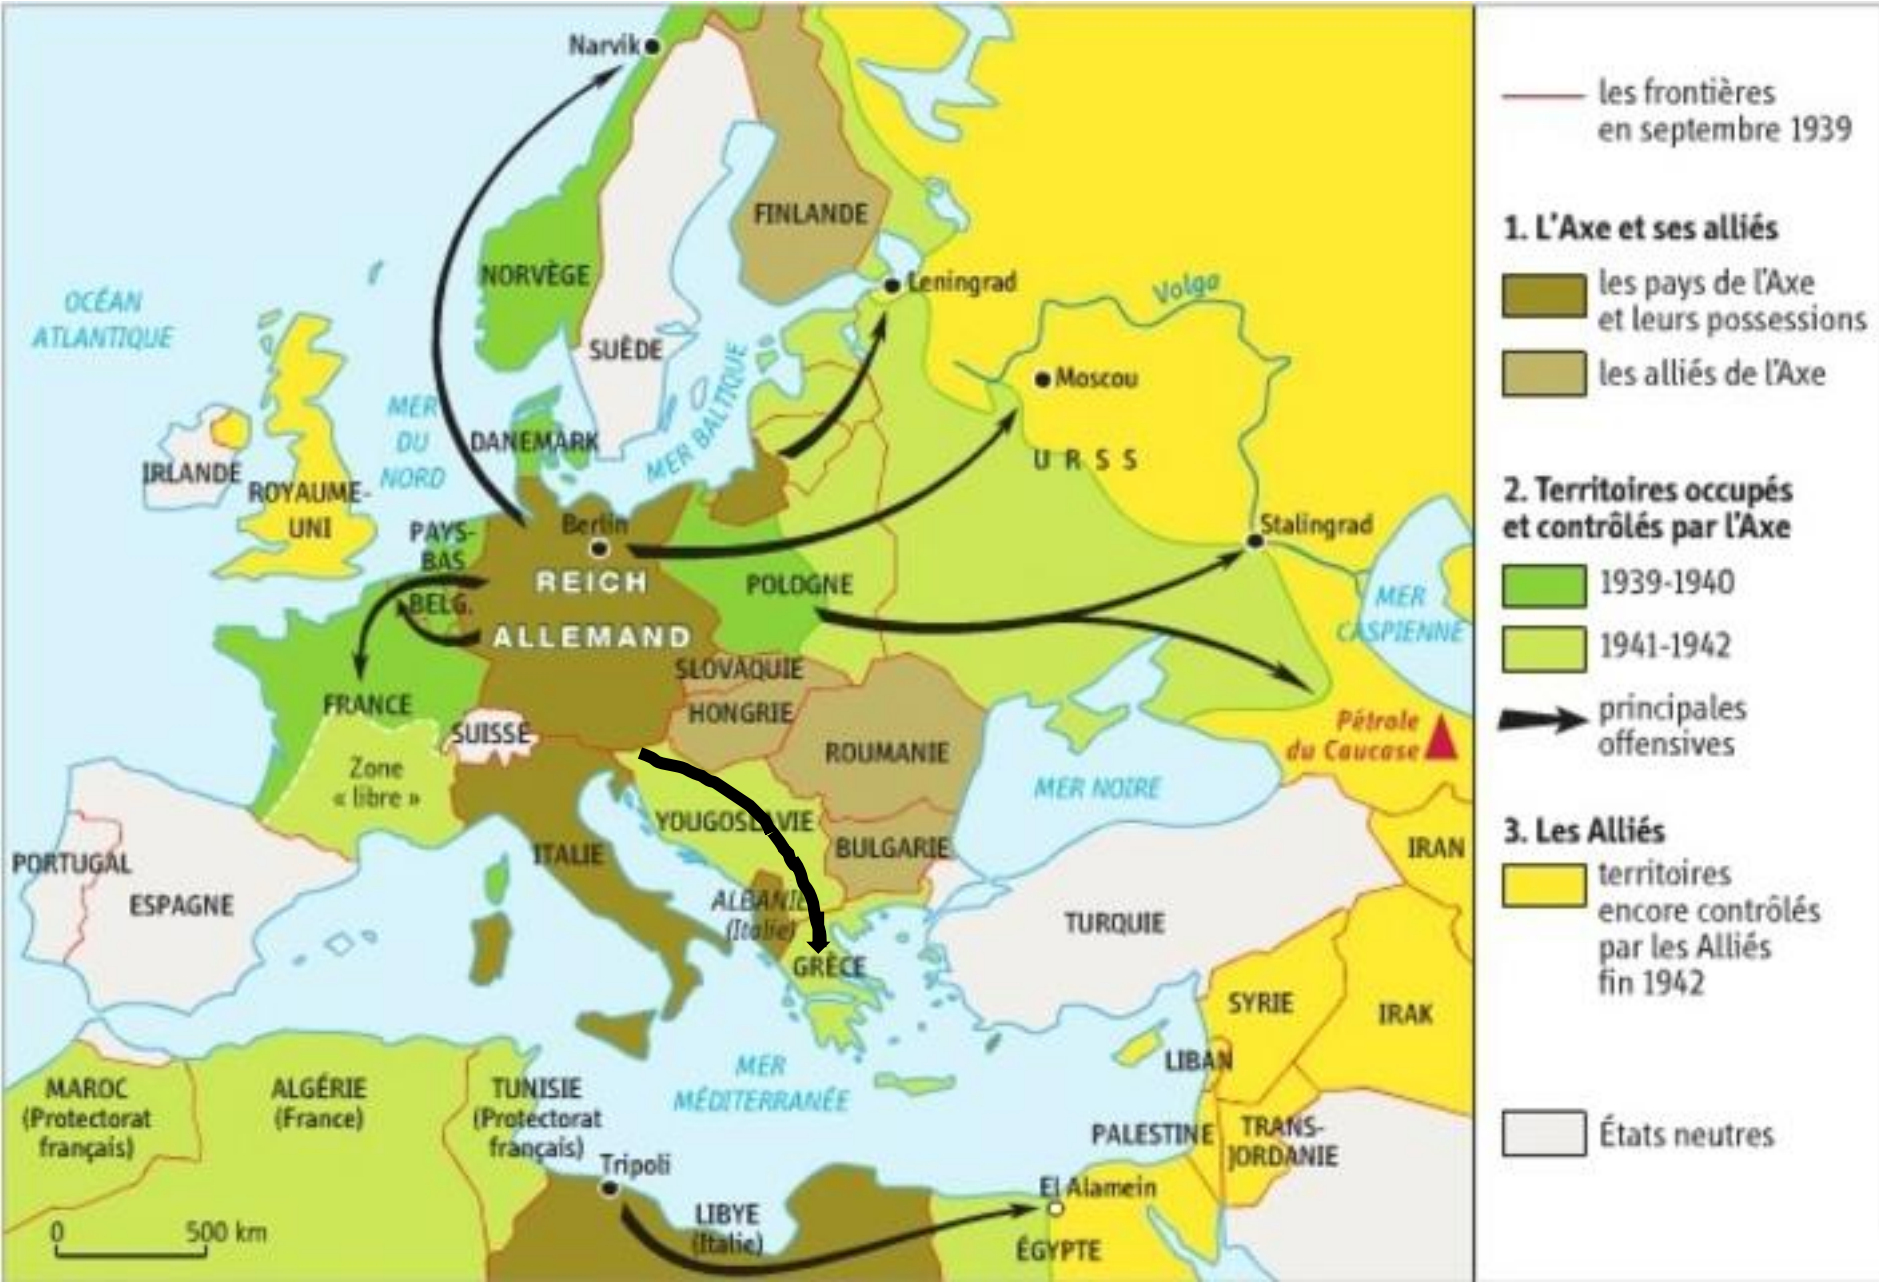 Narvik
FINLANDE
NORVÈGE
Leningrad
Volga
OCÉAN
ATLANTIQUE
SUÈDE
MER BALTIQUE
Moscou
MER
DU
NORD
DANEMARK
U R S S
IRLANDE
ROYAUME-
UNI
PAYS-
BAS
BELG.
Berlin
REICH
ALLEMAND
POLOGNE
Stalingrad
MER
CASPIENNE
SLOVAQUIE
FRANCE
HONGRIE
SUISSE
ROUMANIE
Pétrole
du Caucase
Zone
« libre »
MER NOIRE
YOUGOSLAVIE
BULGARIE
IRAN
PORTUGAL
ESPAGNE
ITALIE
ALBANIE
(Italie)
TURQUIE
GRÈCE
SYRIE
IRAK
LIBAN
MER
MÉDITERRANÉE
MAROC
(Protectorat
français)
ALGÉRIE
(France)
TUNISIE
(Protectorat
français)
PALESTINE
TRANS-
JORDANIE
Tripoli
El Alamein
LIBYE
(Italie)
ÉGYPTE
0 500 km
les frontières
en septembre 1939
1. L'Axe et ses alliés
les pays de l'Axe
et leurs possessions
les alliés de l'Axe
2. Territoires occupés
et contrôlés par l'Axe
1939-1940
1941-1942
principales
offensives
3. Les Alliés
territoires
encore contrôlés
par les Alliés
fin 1942
États neutres